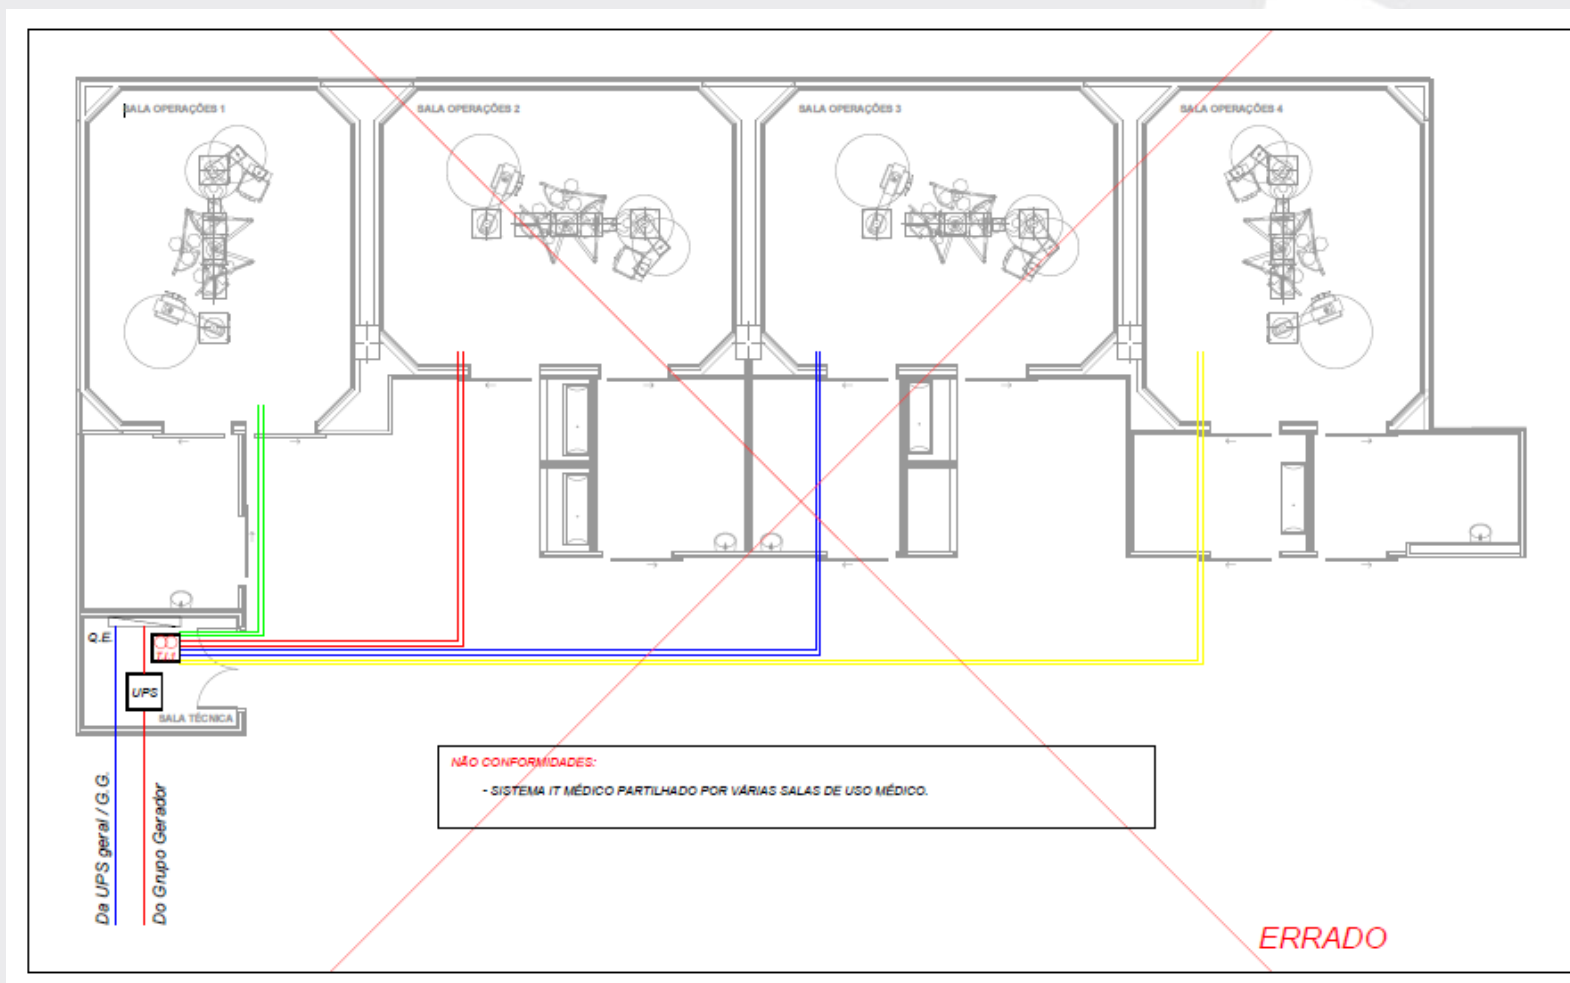 SALA OPERAÇÕES 1
SALA OPERAÇÕES 2
SALA OPERAÇÕES 3
SALA OPERAÇÕES 4
Q.E.
T.I.1
UPS
SALA TÉCNICA
Da UPS geral / G.G.
Do Grupo Gerador
NÃO CONFORMIDADES:
- SISTEMA IT MÉDICO PARTILHADO POR VÁRIAS SALAS DE USO MÉDICO.
ERRADO